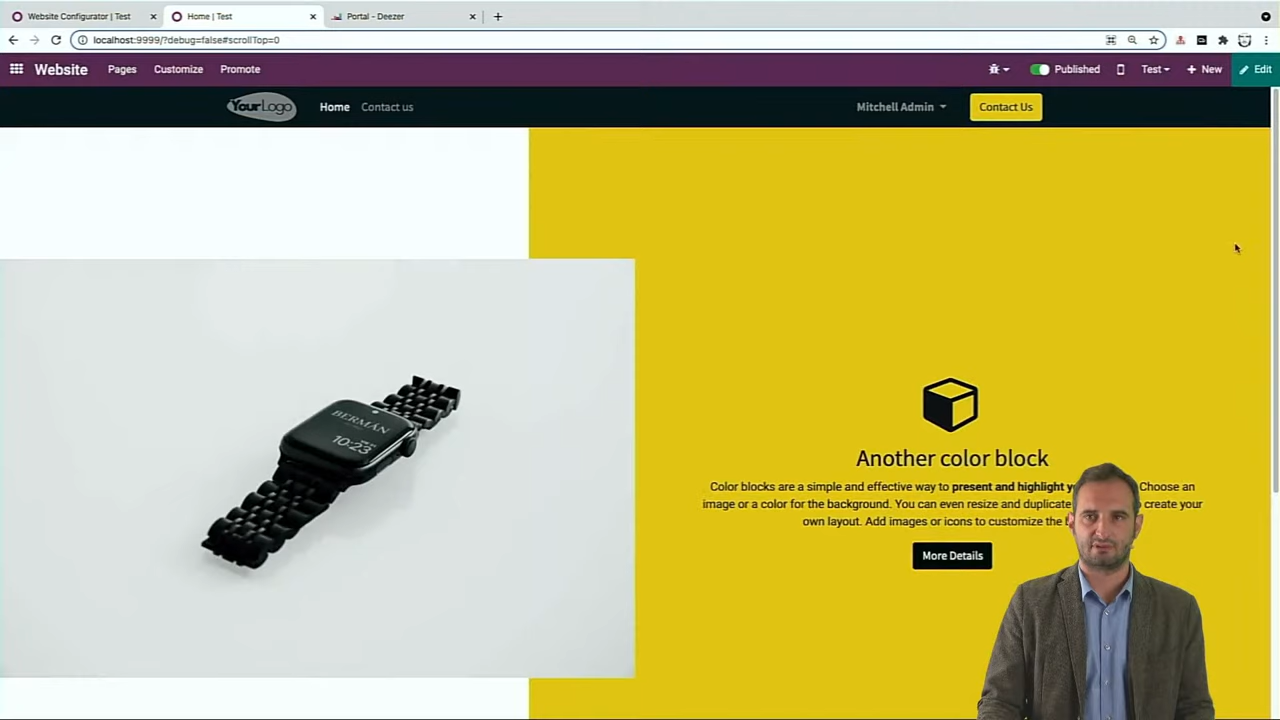 Website Configurator | Test
Home | Test
Portal - Deezer
localhost:9999/?debug=false#scrollTop=0
Website Pages Customize Promote Published Test New Edit
YourLogo Home Contact us Mitchell Admin Contact Us
BERMÁN
10:23
Another color block
Color blocks are a simple and effective way to present and highlight Choose an
image or a color for the background. You can even resize and duplicate create your
own layout. Add images or icons to customize the
More Details